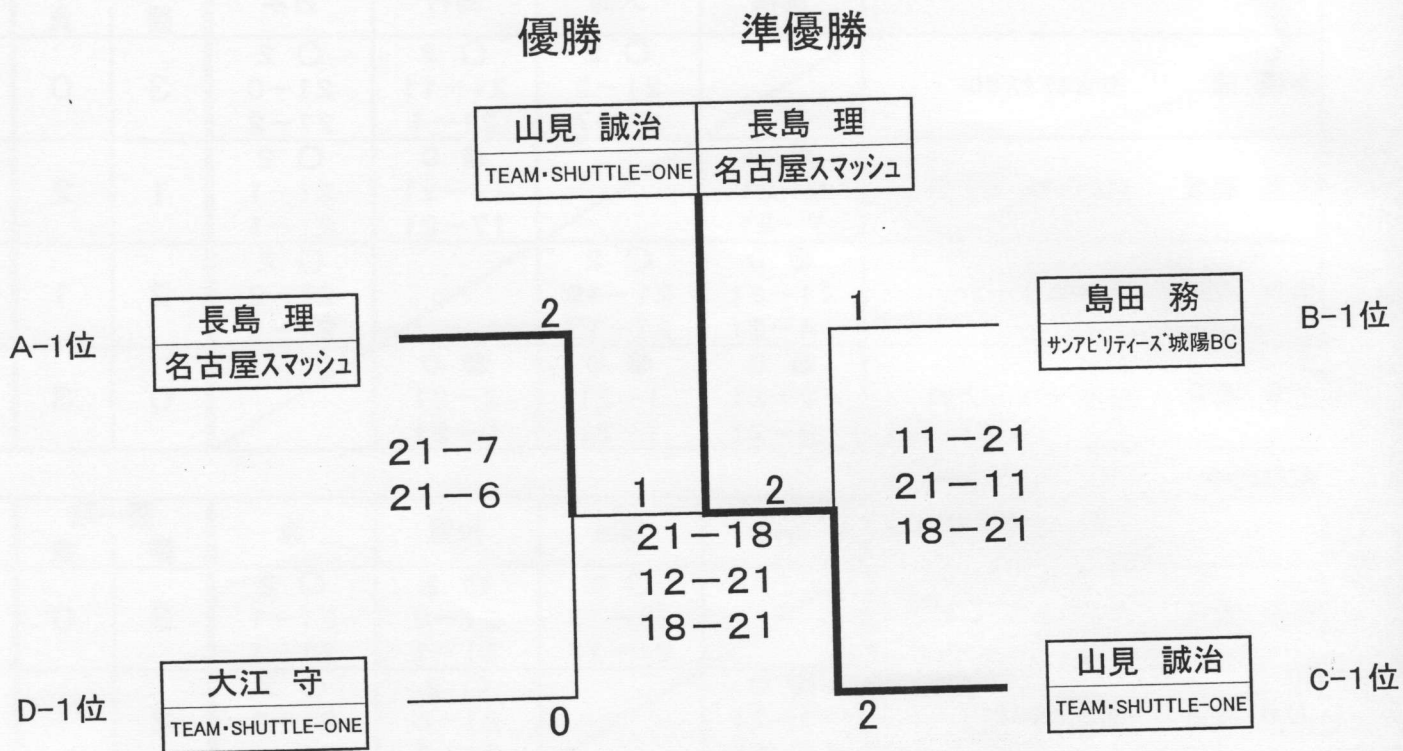 優勝 準優勝
山見 誠治 長島 理
TEAM・SHUTTLE-ONE 名古屋スマッシュ
A-1位
長島 理
名古屋スマッシュ
2
1
島田 務
サンアビリティーズ城陽BC
B-1位
21-7
21-6
11-21
21-11
18-21
1 2
21-18
12-21
18-21
D-1位
大江 守
TEAM・SHUTTLE-ONE
0
2
山見 誠治
TEAM・SHUTTLE-ONE
C-1位